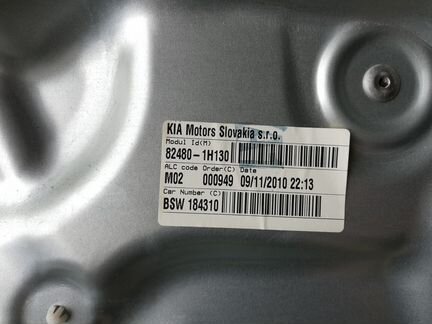 KIA Motors Slovakia s.r.o.
Modul Id(M)
82480-1H130
ALC code Order(C) Date
M02 000949 09/11/2010 22:13
Car Number (C)
BSW 184310